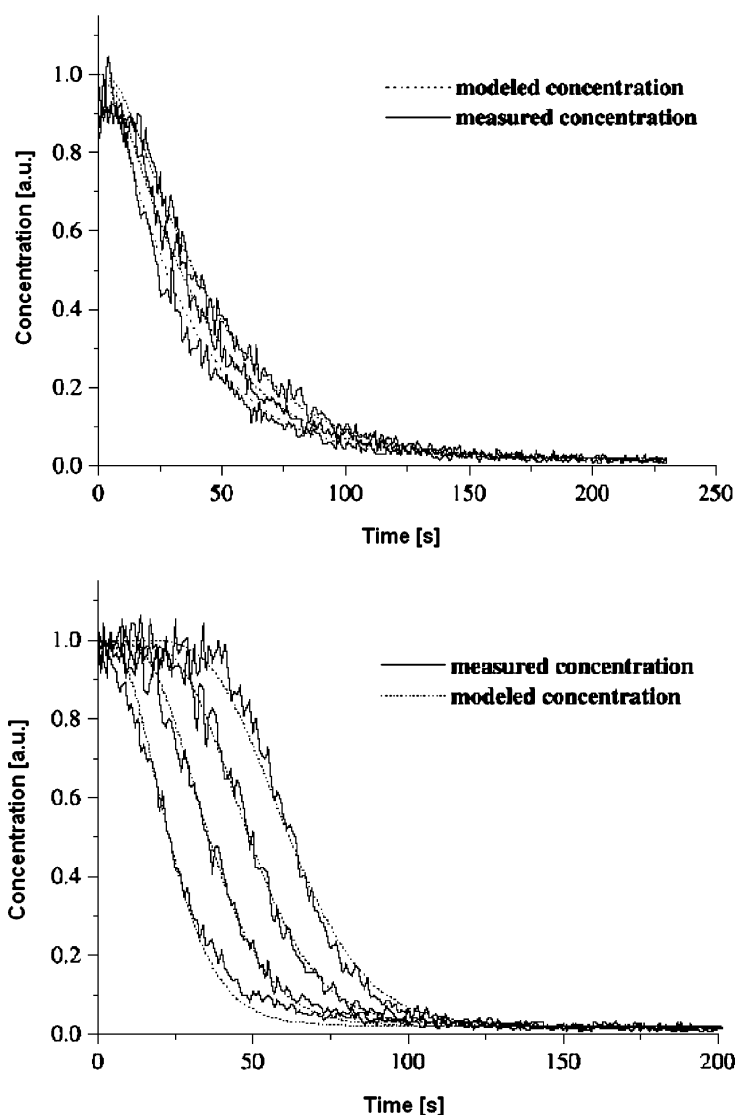 1.0
0.8
0.6
0.4
0.2
0.0
Concentration [a.u.]
modeled concentration
measured concentration
0 50 100 150 200 250
Time [s]
1.0
0.8
0.6
0.4
0.2
0.0
Concentration [a.u.]
measured concentration
modeled concentration
0 50 100 150 200
Time [s]